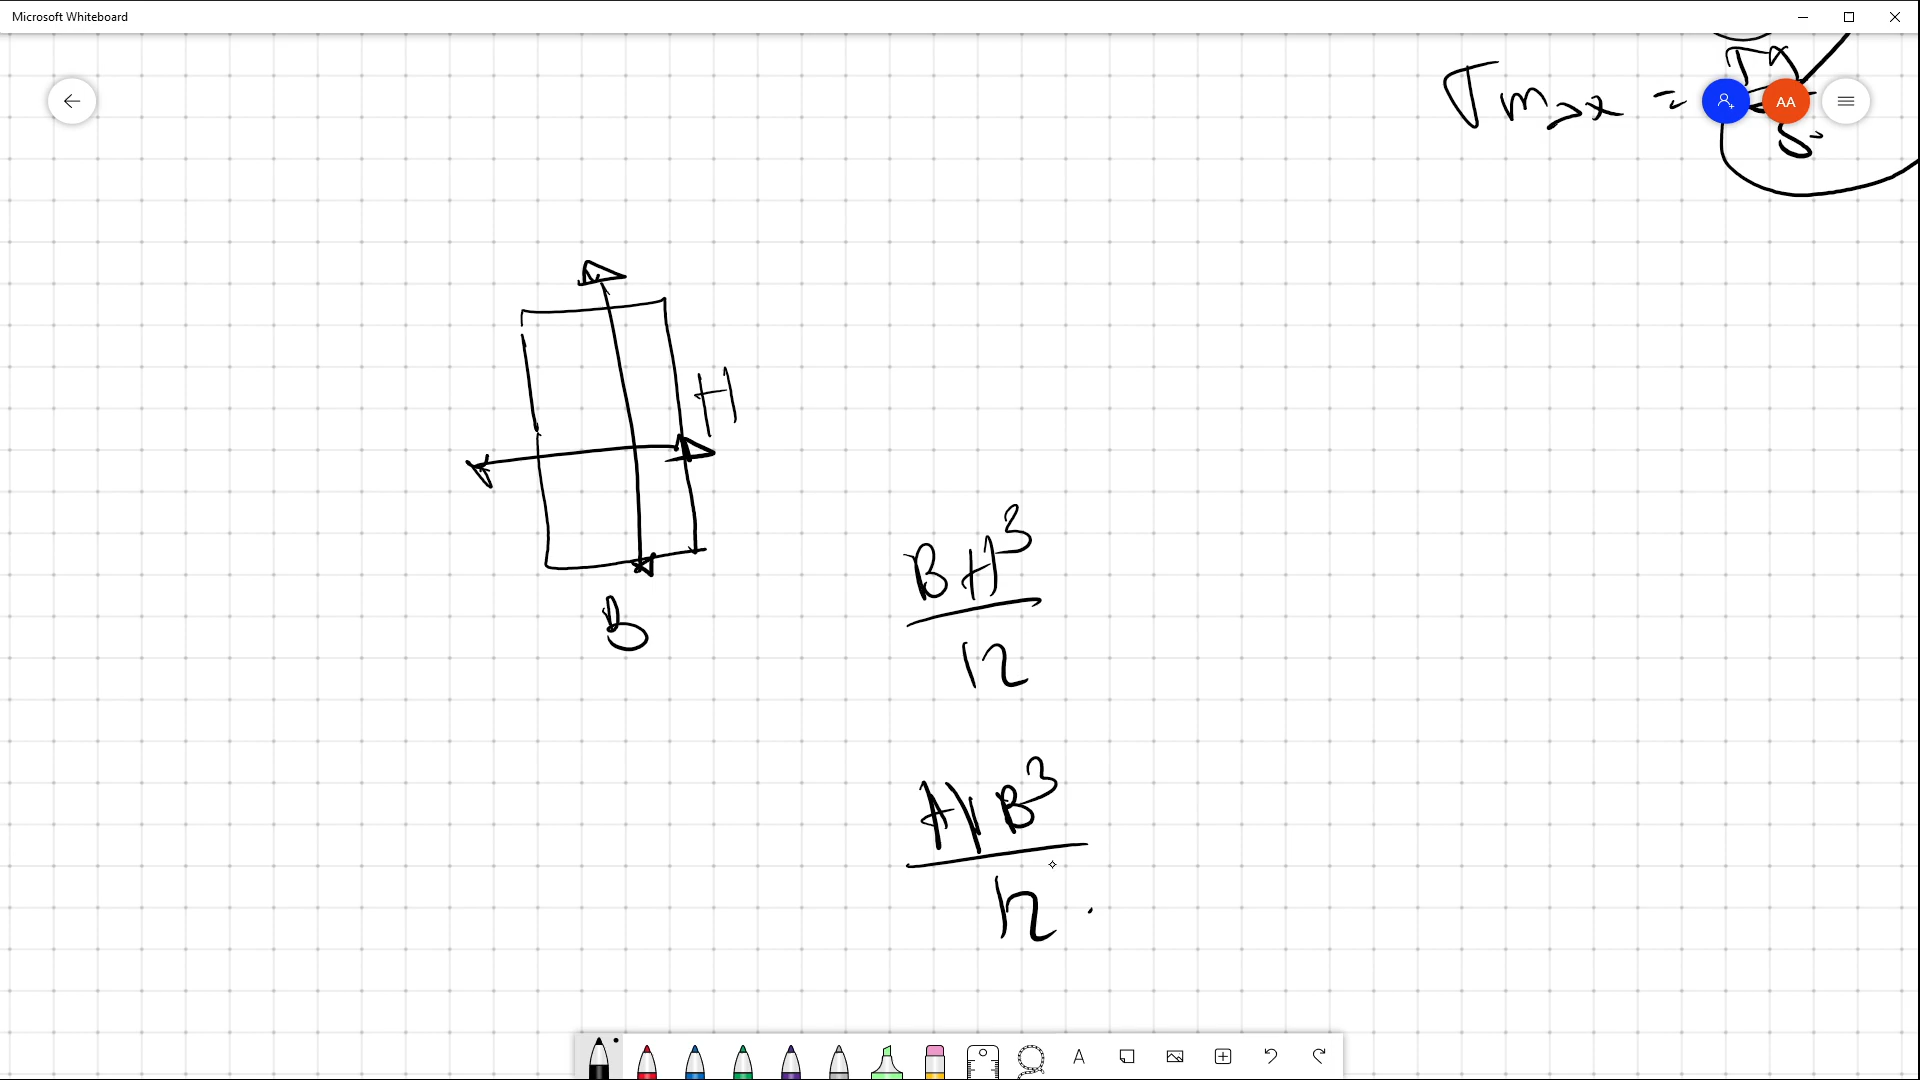 Microsoft Whiteboard
σmax =
AA
H
B
BH³
12
HB³
12.
A